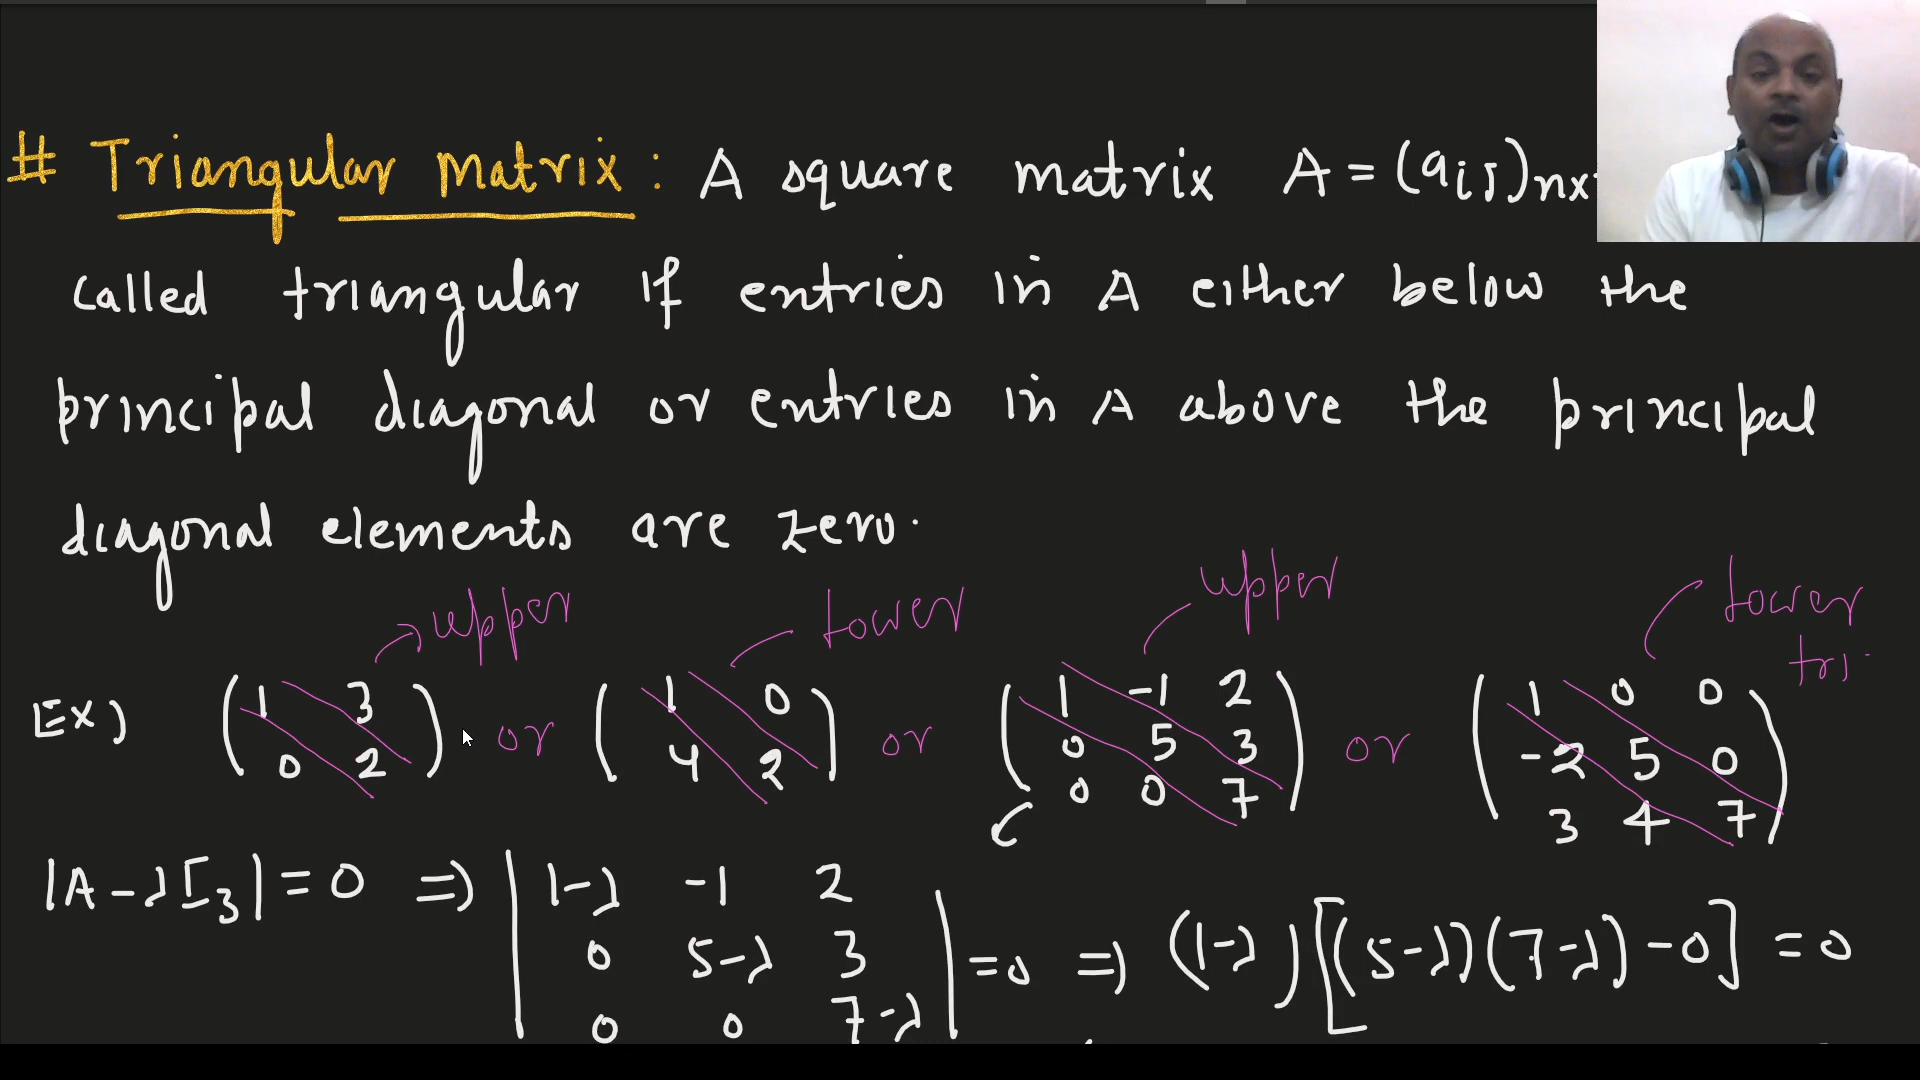 # Triangular Matrix: A square matrix A = (aij)nx
called triangular if entries in A either below the
principal diagonal or entries in A above the principal
diagonal elements are zero.
upper lower upper lower tri.
Ex) (1 3 or (1 0 or (1 -1 2 or (1 0 0
0 2) 4 2) 0 5 3 -2 5 0
0 0 7) 3 4 7)
|A-λI3| = 0 => |1-λ -1 2
0 5-λ 3 | = 0 => (1-λ)[(5-λ)(7-λ)-0] = 0
0 0 7-λ